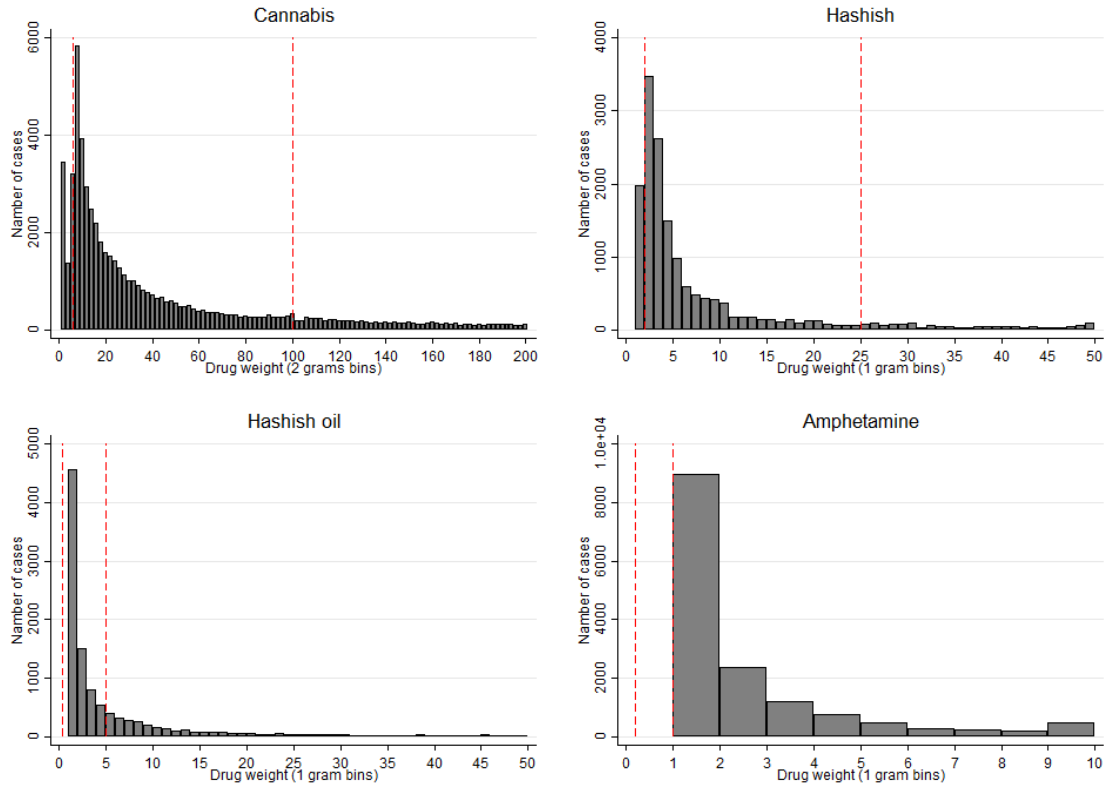 Cannabis
Namber of cases
6000
4000
2000
0
0 20 40 60 80 100 120 140 160 180 200
Drug weight (2 grams bins)
Hashish
Namber of cases
4000
3000
2000
1000
0
0 5 10 15 20 25 30 35 40 45 50
Drug weight (1 gram bins)
Hashish oil
Namber of cases
5000
4000
3000
20000
1000
0
0 5 10 15 20 25 30 35 40 45 50
Drug weight (1 gram bins)
Amphetamine
Namber of cases
1.0e+04
8000
6000
4000
2000
0
0 1 2 3 4 5 6 7 8 9 10
Drug weight (1 gram bins)